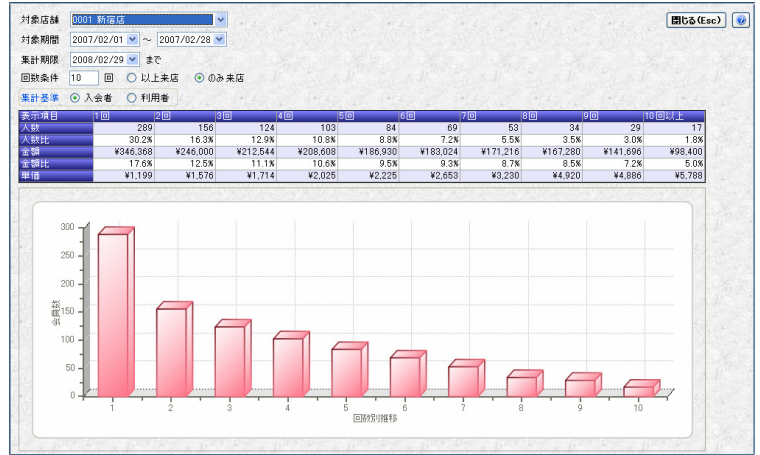 対象店舗 0001 新宿店 閉じる(Esc)
対象期間 2007/02/01 ～ 2007/02/28
集計期限 2008/02/29 まで
回数条件 10 回 以上来店 のみ来店
集計基準 入会者 利用者
表示項目 1回 2回 3回 4回 5回 6回 7回 8回 9回 10回以上
人数 289 156 124 103 84 69 53 34 29 17
人数比 30.2% 16.3% 12.9% 10.8% 8.8% 7.2% 5.5% 3.5% 3.0% 1.8%
金額 ¥346,368 ¥246,000 ¥212,544 ¥208,608 ¥186,930 ¥183,024 ¥171,216 ¥167,280 ¥141,696 ¥98,400
金額比 17.6% 12.5% 11.1% 10.6% 9.5% 9.3% 8.7% 8.5% 7.2% 5.0%
単価 ¥1,199 ¥1,576 ¥1,714 ¥2,025 ¥2,225 ¥2,653 ¥3,230 ¥4,920 ¥4,886 ¥5,788
300
250
200
150
100
50
0
会員数
1 2 3 4 5 6 7 8 9 10
回数別推移